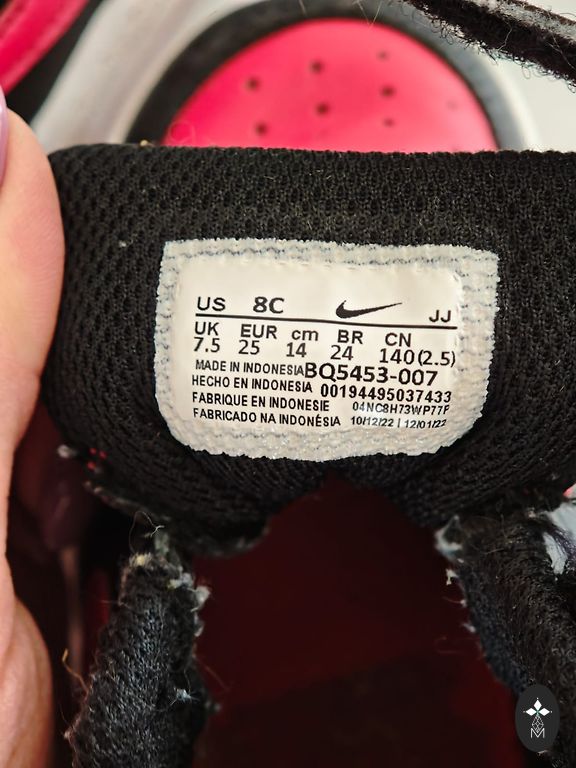 US 8C JJ
UK EUR cm BR CN
7.5 25 14 24 140(2.5)
MADE IN INDONESIA BQ5453-007
HECHO EN INDONESIA 00194495037433
FABRIQUE EN INDONESIE 04NC8H73WP77F
FABRICADO NA INDONÉSIA 10/12/22 | 12/01/22
M